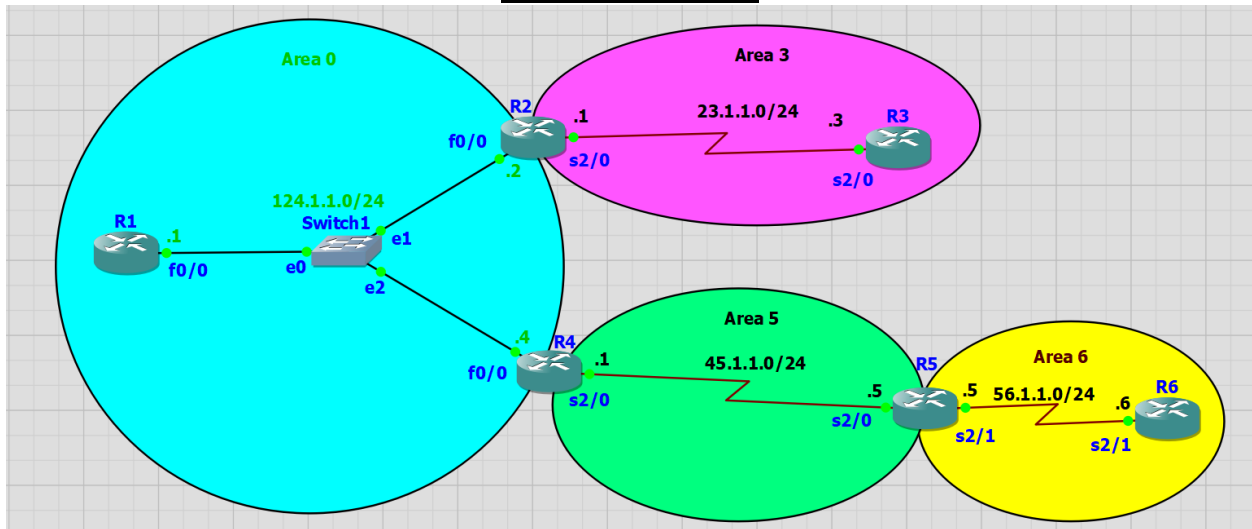 Area 0
Area 3
R2
.1
23.1.1.0/24
.3
R3
f0/0
s2/0
s2/0
.2
124.1.1.0/24
Switch1
R1
.1
e1
f0/0
e0
e2
Area 5
.4
R4
Area 6
f0/0
.1
45.1.1.0/24
R5
s2/0
.5
.5
56.1.1.0/24
.6
R6
s2/0
s2/1
s2/1